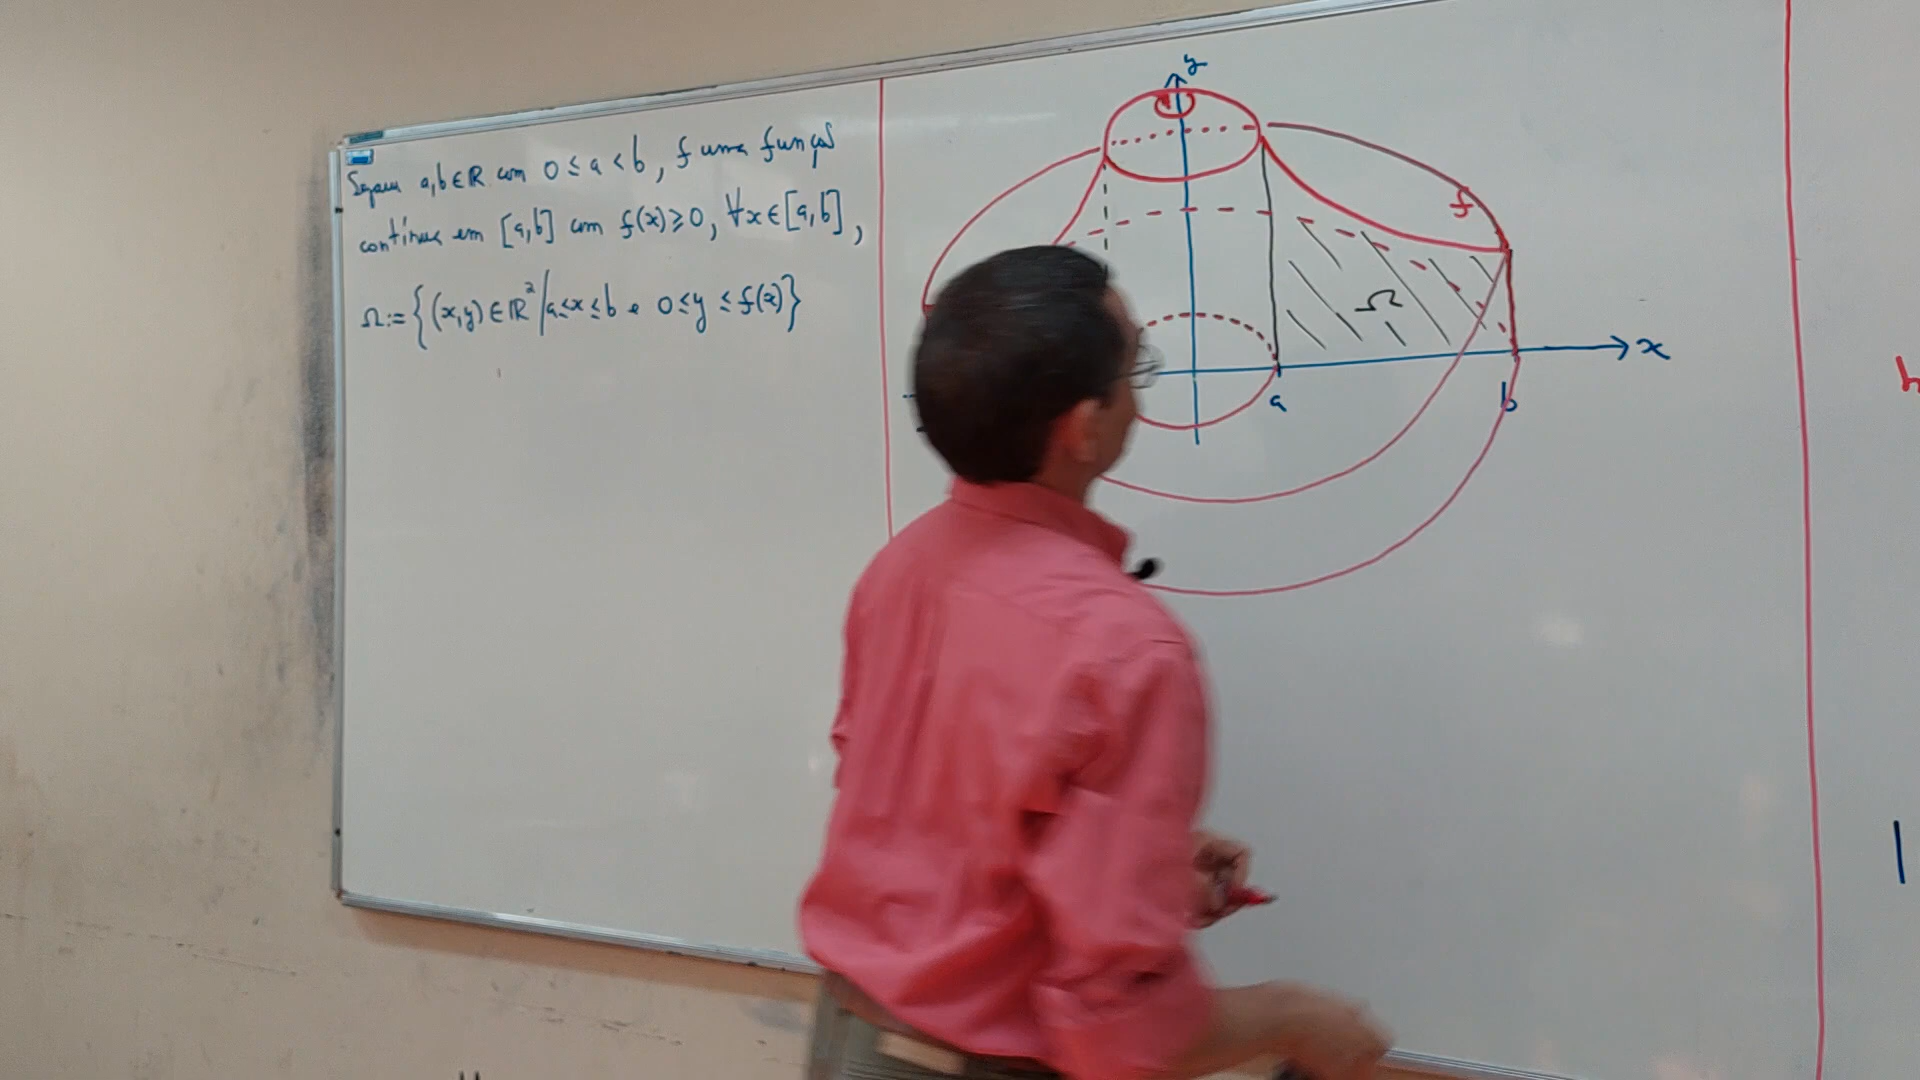 Sejam a,b∈ℝ com 0 ≤ a < b, f uma função
contínua em [a,b] com f(x)≥0, ∀x∈[a,b],
Ω:= {(x,y)∈ℝ² / a≤x≤b e 0≤y≤f(x)}
y
f
Ω
x
a
b